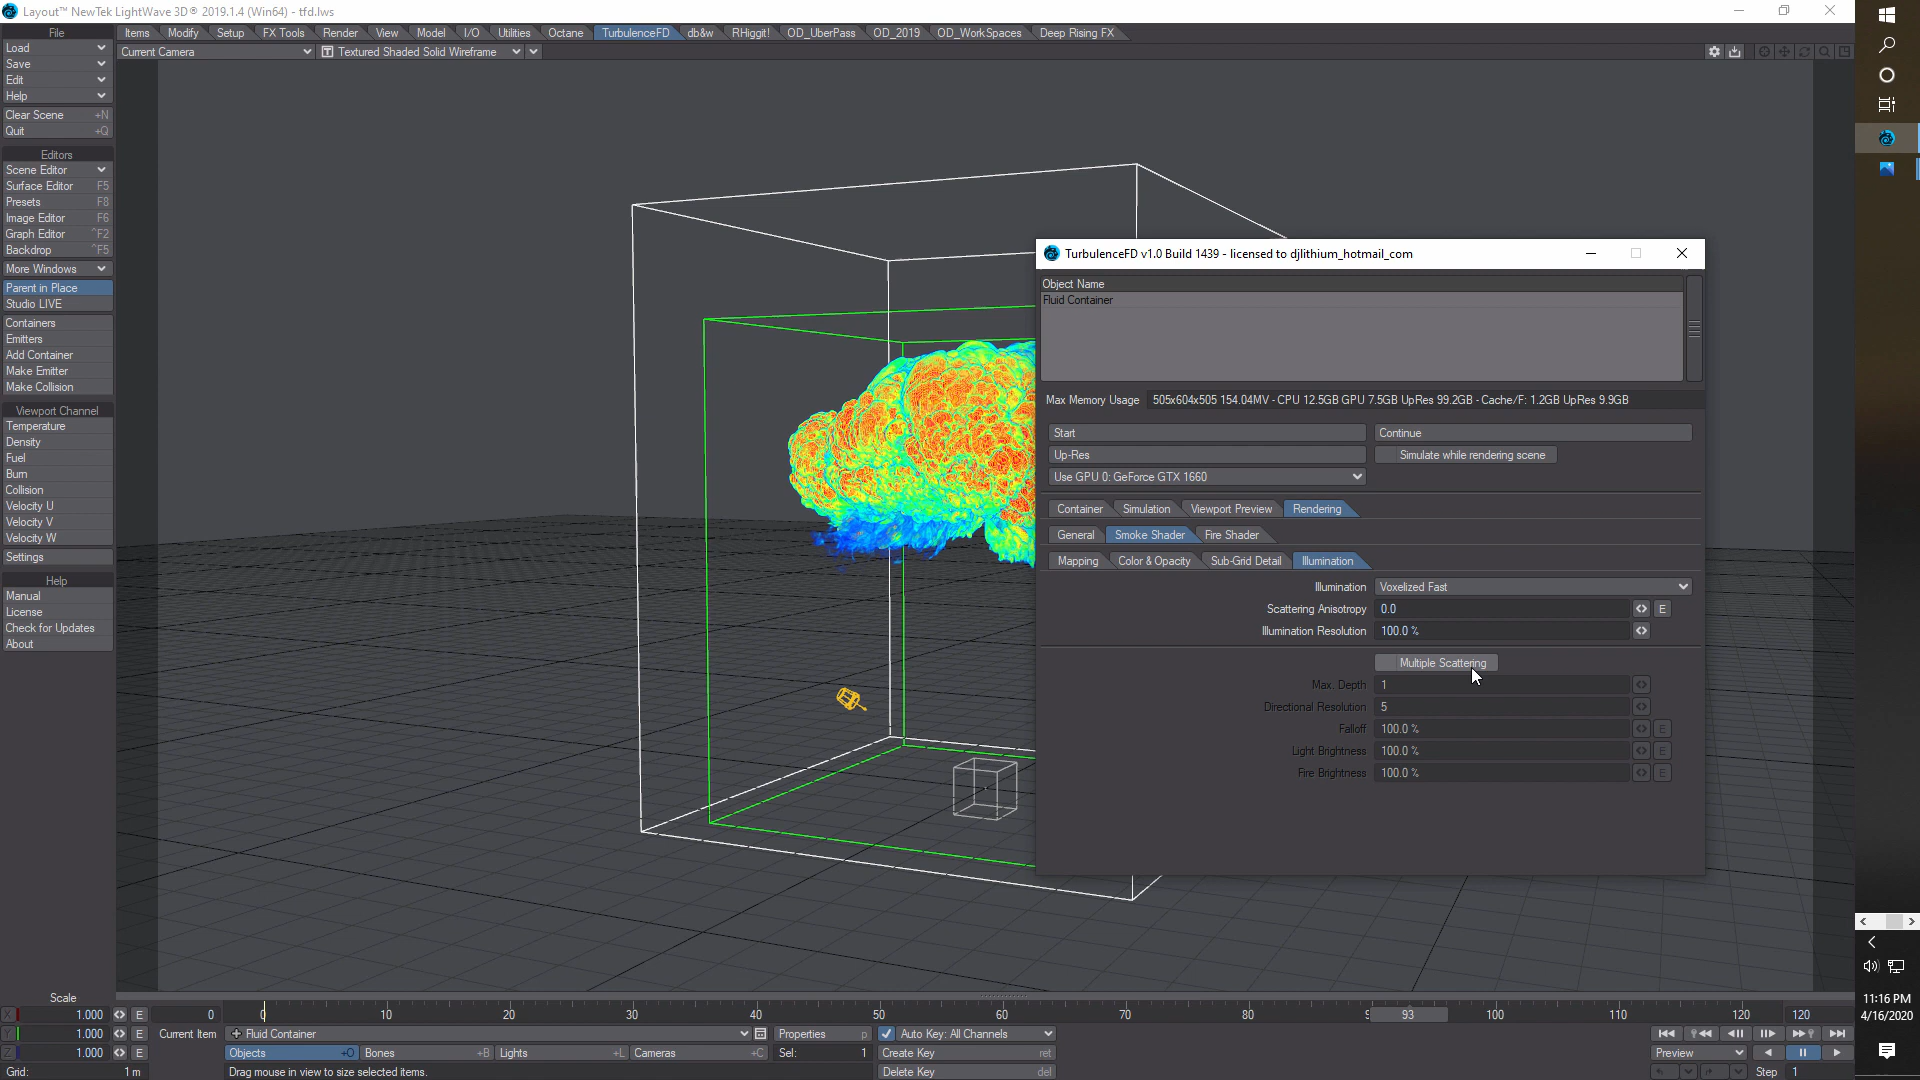 Layout™ NewTek LightWave 3D® 2019.1.4 (Win64) - tfd.lws
File
Items
Modify
Setup
FX Tools
Render
View
Model
I/O
Utilities
Octane
TurbulenceFD
db&w
RHiggit!
OD_UberPass
OD_2019
OD_WorkSpaces
Deep Rising FX
Load
Current Camera
Textured Shaded Solid Wireframe
Save
Edit
Help
Clear Scene +N
Quit +Q
Editors
Scene Editor
Surface Editor F5
Presets F8
Image Editor F6
Graph Editor ^F2
Backdrop ^F5
More Windows
Parent in Place
Studio LIVE
Containers
Emitters
Add Container
Make Emitter
Make Collision
Viewport Channel
Temperature
Density
Fuel
Burn
Collision
Velocity U
Velocity V
Velocity W
Settings
Help
Manual
License
Check for Updates
About
TurbulenceFD v1.0 Build 1439 - licensed to djlithium_hotmail_com
Object Name
Fluid Container
Max Memory Usage 505x604x505 154.04MV - CPU 12.5GB GPU 7.5GB UpRes 99.2GB - Cache/F: 1.2GB UpRes 9.9GB
Start
Continue
Up-Res
Simulate while rendering scene
Use GPU 0: GeForce GTX 1660
Container
Simulation
Viewport Preview
Rendering
General
Smoke Shader
Fire Shader
Mapping
Color & Opacity
Sub-Grid Detail
Illumination
Illumination Voxelized Fast
Scattering Anisotropy 0.0 E
Illumination Resolution 100.0 %
Multiple Scattering
Max. Depth 1
Directional Resolution 5
Falloff 100.0 % E
Light Brightness 100.0 % E
Fire Brightness 100.0 % E
Scale
X 1.000 E
Y 1.000 E
Z 1.000 E
Grid: 1 m
0
0 10 20 30 40 50 60 70 80 93 100 110 120
120
Current Item Fluid Container
Properties p
Auto Key: All Channels
Objects +O
Bones +B
Lights +L
Cameras +C
Sel: 1
Create Key ret
Drag mouse in view to size selected items.
Delete Key del
Preview
Step 1
11:16 PM
4/16/2020